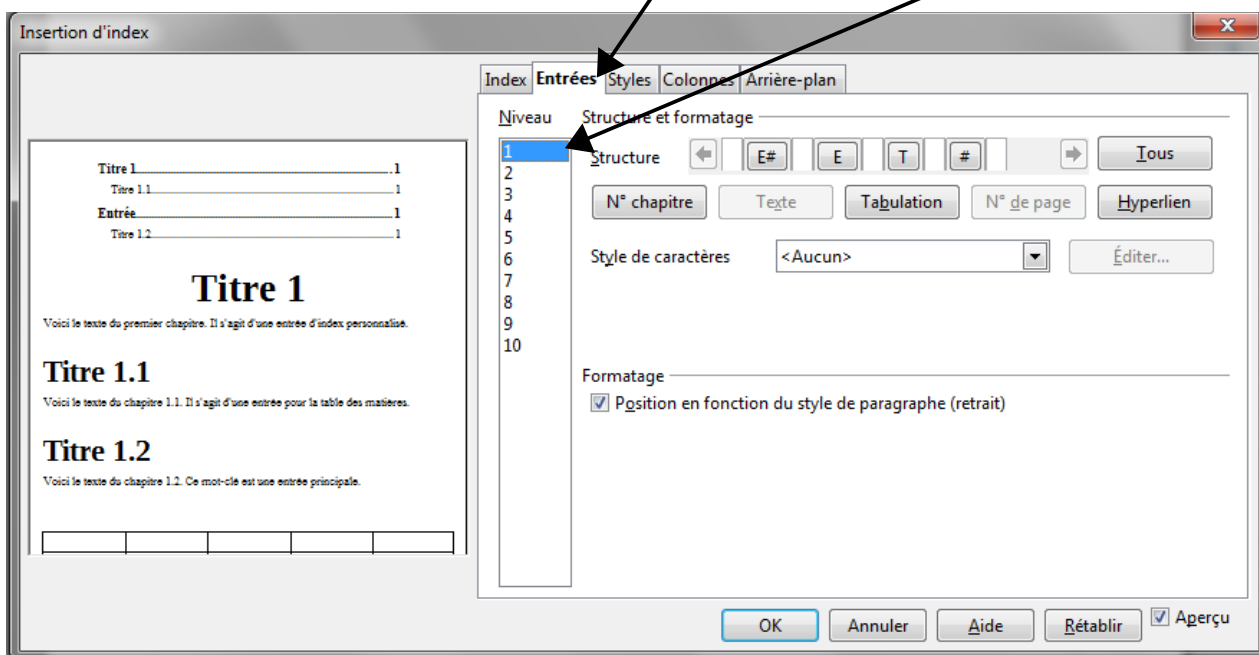 Insertion d'index
Index Entrées Styles Colonnes Arrière-plan
Titre 1 1
Titre 1.1 1
Entrée 1
Titre 1.2 1
Titre 1
Voici le texte du premier chapitre. Il s'agit d'une entrée d'index personnalisé.
Titre 1.1
Voici le texte du chapitre 1.1. Il s'agit d'une entrée pour la table des matières.
Titre 1.2
Voici le texte du chapitre 1.2. Ce mot-clé est une entrée principale.
Niveau
1
2
3
4
5
6
7
8
9
10
Structure et formatage
Structure E# E T # Tous
N° chapitre Texte Tabulation N° de page Hyperlien
Style de caractères <Aucun> Éditer...
Formatage
Position en fonction du style de paragraphe (retrait)
OK Annuler Aide Rétablir Aperçu